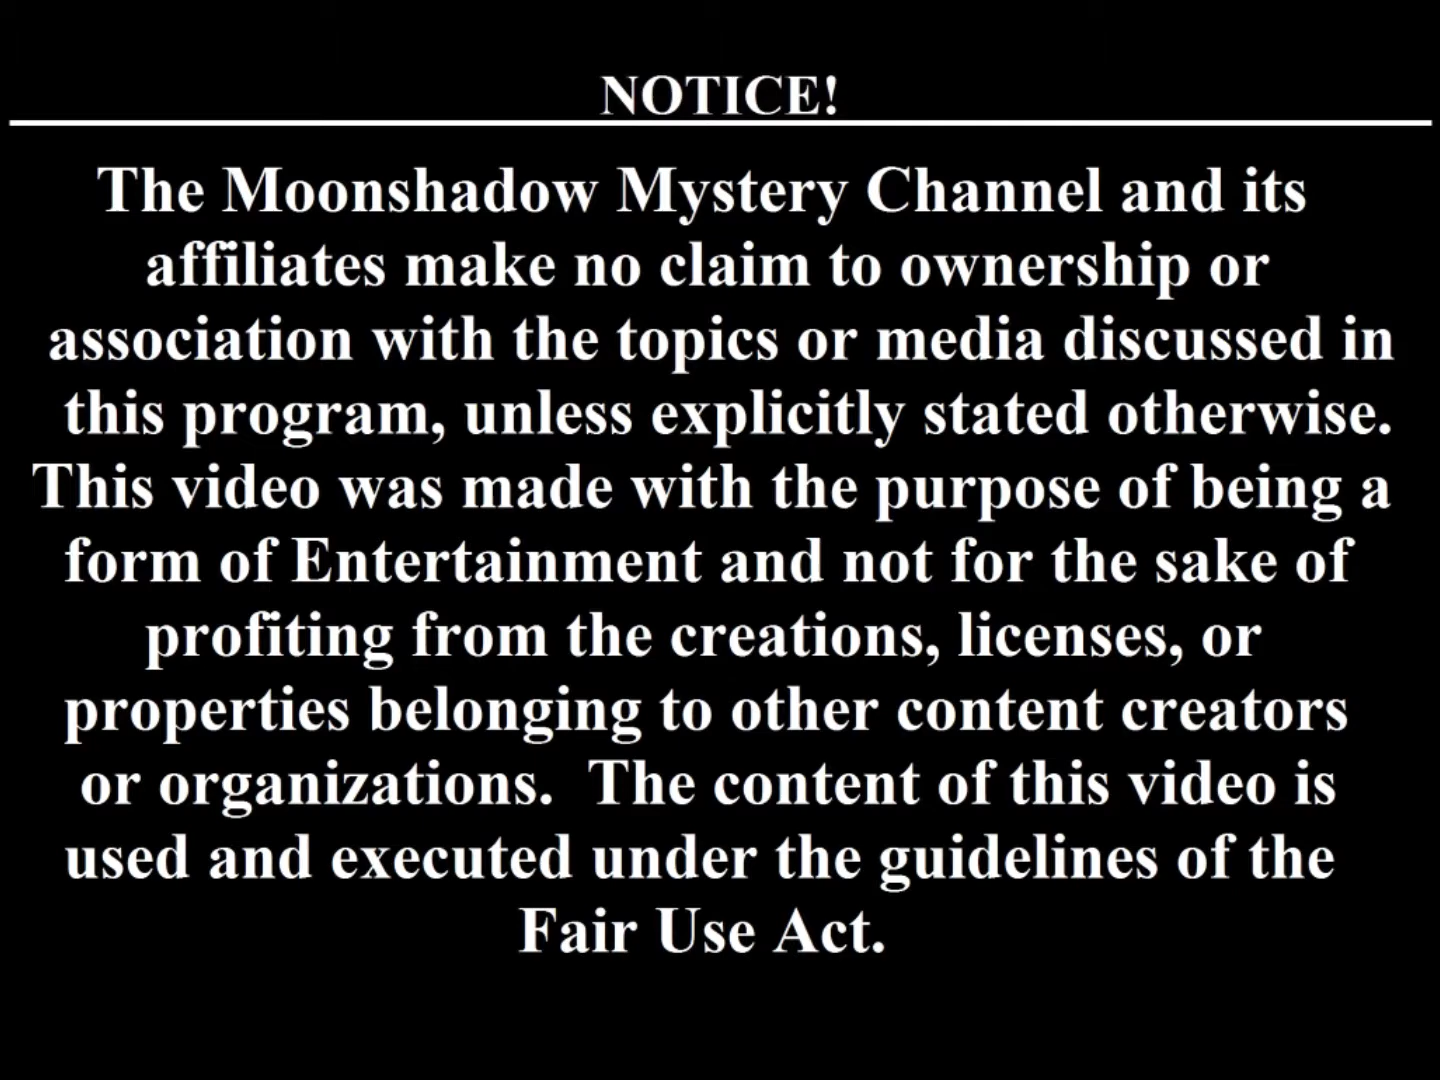 NOTICE!
The Moonshadow Mystery Channel and its
affiliates make no claim to ownership or
association with the topics or media discussed in
this program, unless explicitly stated otherwise.
This video was made with the purpose of being a
form of Entertainment and not for the sake of
profiting from the creations, licenses, or
properties belonging to other content creators
or organizations.  The content of this video is
used and executed under the guidelines of the
Fair Use Act.